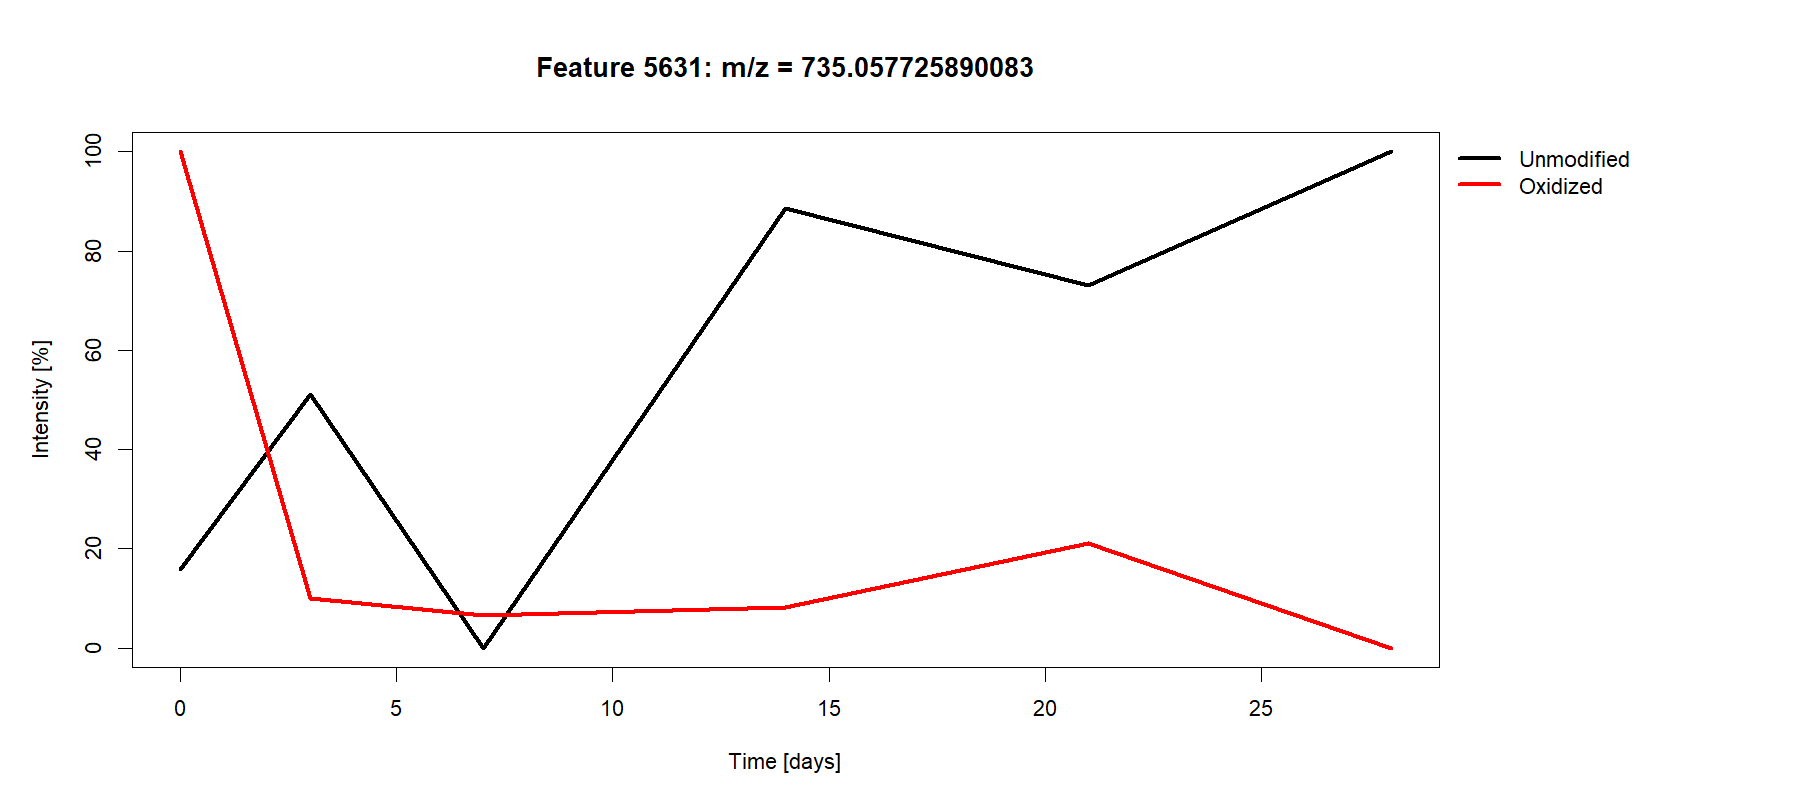 Feature 5631: m/z = 735.057725890083
Unmodified
Oxidized
Intensity [%]
100
80
60
40
20
0
0 5 10 15 20 25
Time [days]